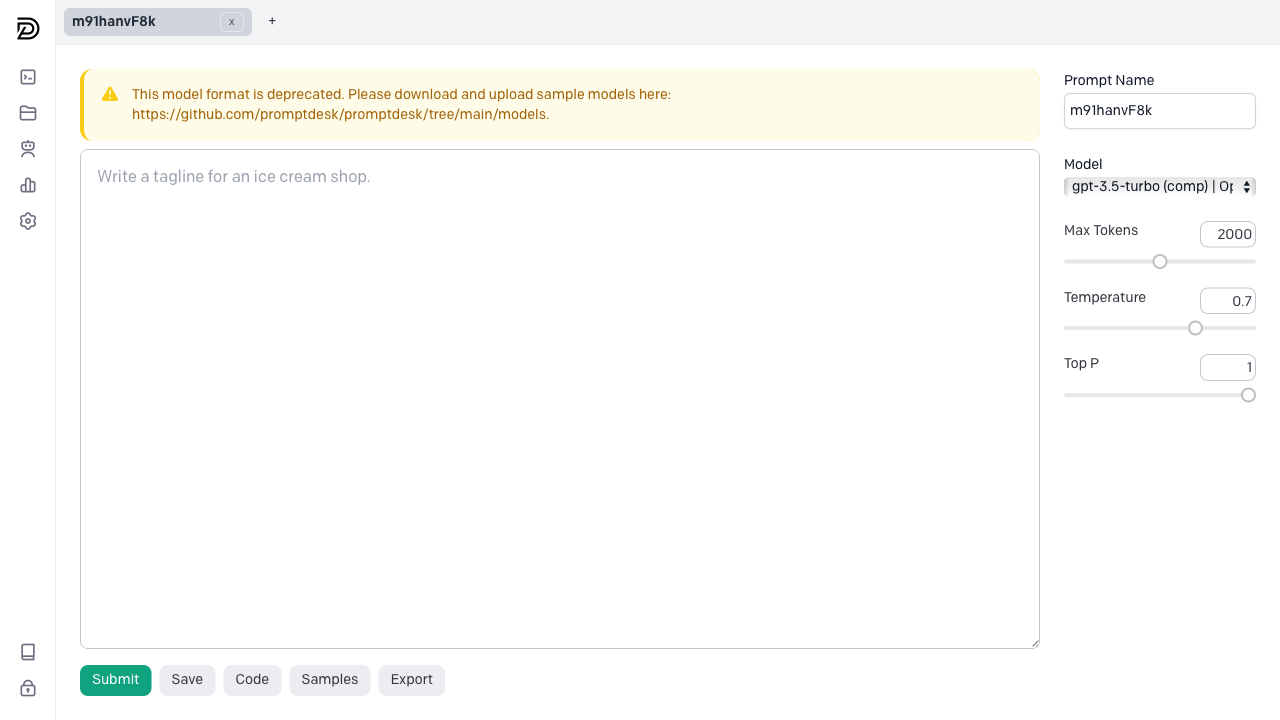 m91hanvF8k x +
This model format is deprecated. Please download and upload sample models here:
https://github.com/promptdesk/promptdesk/tree/main/models.
Write a tagline for an ice cream shop.
Submit Save Code Samples Export
Prompt Name
m91hanvF8k
Model
gpt-3.5-turbo (comp) | Op
Max Tokens 2000
Temperature 0.7
Top P 1